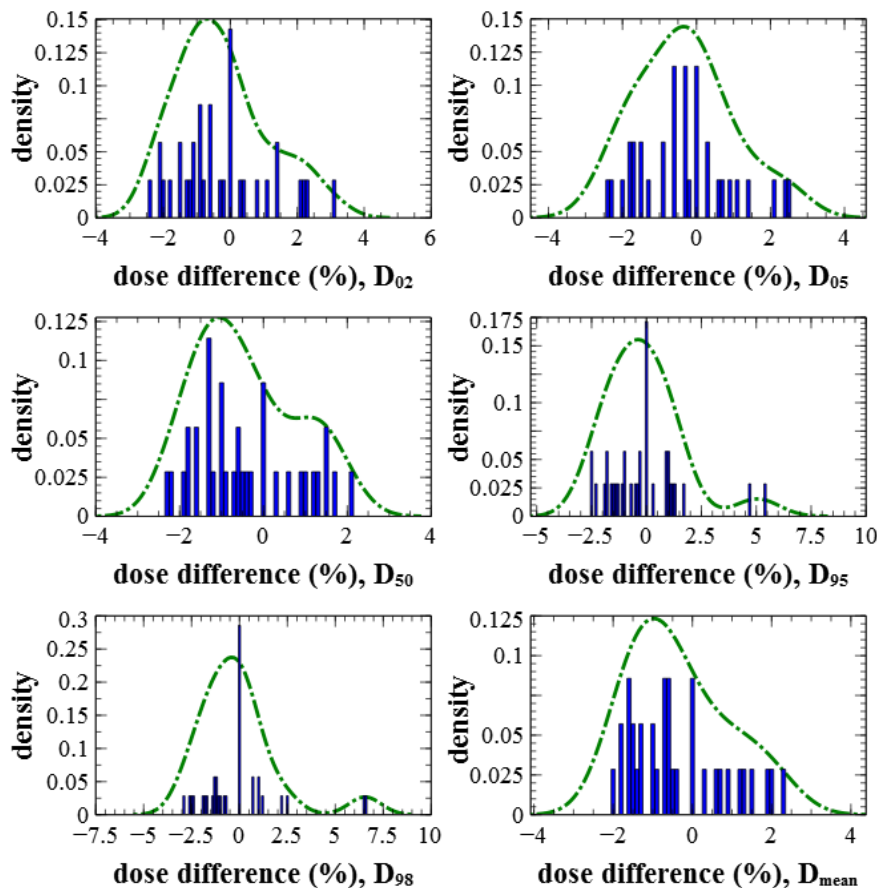 0.15
0.125
0.1
0.05
0.025
0
density
−4 −2 0 2 4 6
dose difference (%), D02
0.15
0.125
0.1
0.05
0.025
0
density
−4 −2 0 2 4
dose difference (%), D05
0.125
0.1
0.05
0.025
0
density
−4 −2 0 2 4
dose difference (%), D50
0.175
0.15
0.1
0.05
0.025
0
density
−5 −2.5 0 2.5 5 7.5 10
dose difference (%), D95
0.3
0.25
0.2
0.15
0.1
0.05
0
density
−7.5 −5 −2.5 0 2.5 5 7.5 10
dose difference (%), D98
0.125
0.1
0.05
0.025
0
density
−4 −2 0 2 4
dose difference (%), Dmean